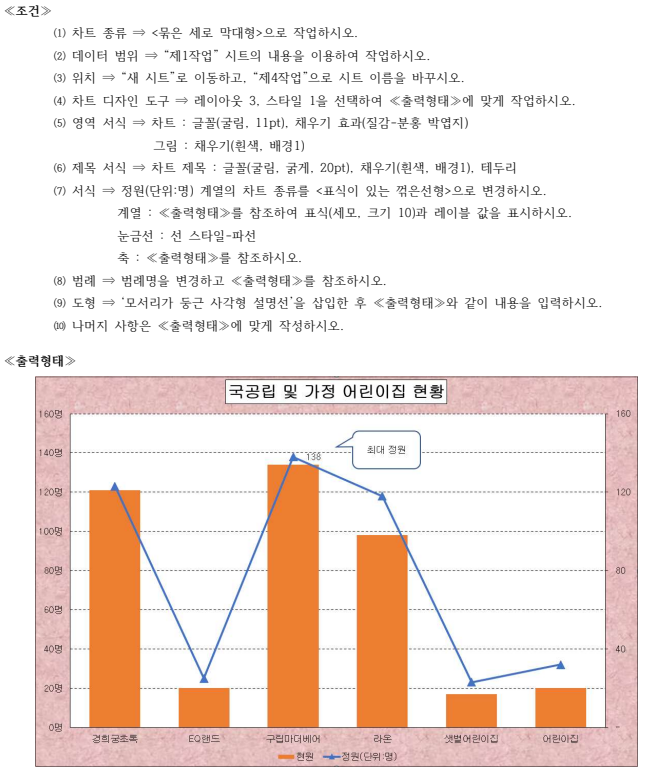 ≪조건≫
⑴ 차트 종류 ⇒ <묶은 세로 막대형>으로 작업하시오.
⑵ 데이터 범위 ⇒ “제1작업” 시트의 내용을 이용하여 작업하시오.
⑶ 위치 ⇒ “새 시트”로 이동하고, “제4작업”으로 시트 이름을 바꾸시오.
⑷ 차트 디자인 도구 ⇒ 레이아웃 3, 스타일 1을 선택하여 ≪출력형태≫에 맞게 작업하시오.
⑸ 영역 서식 ⇒ 차트 : 글꼴(굴림, 11pt), 채우기 효과(질감-분홍 박엽지)
그림 : 채우기(흰색, 배경1)
⑹ 제목 서식 ⇒ 차트 제목 : 글꼴(굴림, 굵게, 20pt), 채우기(흰색, 배경1), 테두리
⑺ 서식 ⇒ 정원(단위:명) 계열의 차트 종류를 <표식이 있는 꺾은선형>으로 변경하시오.
계열 : ≪출력형태≫를 참조하여 표식(세모, 크기 10)과 레이블 값을 표시하시오.
눈금선 : 선 스타일-파선
축 : ≪출력형태≫를 참조하시오.
⑻ 범례 ⇒ 범례명을 변경하고 ≪출력형태≫를 참조하시오.
⑼ 도형 ⇒ ‘모서리가 둥근 사각형 설명선’을 삽입한 후 ≪출력형태≫와 같이 내용을 입력하시오.
⑽ 나머지 사항은 ≪출력형태≫에 맞게 작성하시오.
≪출력형태≫
국공립 및 가정 어린이집 현황
160명 160
140명
138 최대 정원
120명 120
100명
80명 80
60명
40명 40
20명
0명 -
경희궁초록 EQ랜드 구립마더베어 라온 샛별어린이집 어린이집
현원 정원(단위:명)